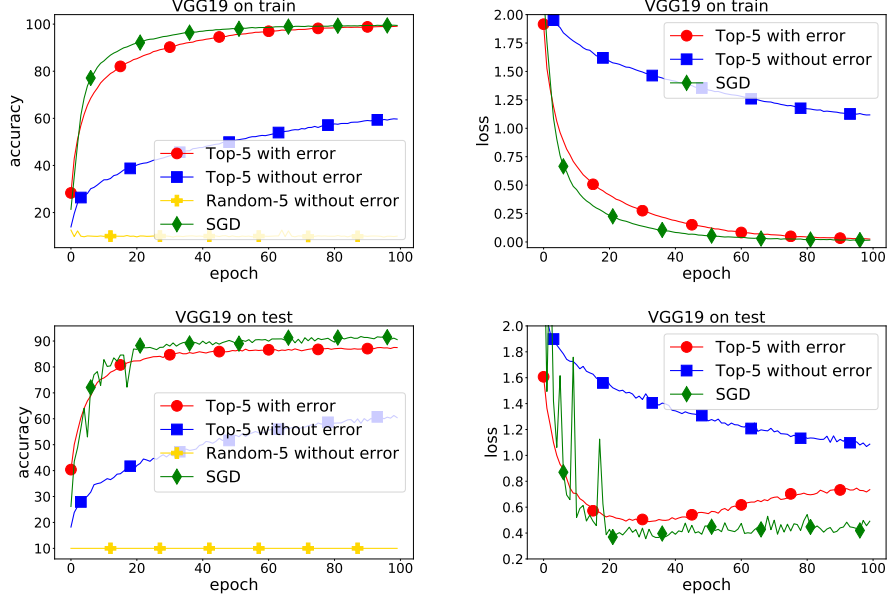 VGG19 on train
accuracy
100
80
60
40
20
0 20 40 60 80 100
epoch
Top-5 with error
Top-5 without error
Random-5 without error
SGD
VGG19 on train
loss
2.00
1.75
1.50
1.25
1.00
0.75
0.50
0.25
0.00
0 20 40 60 80 100
epoch
Top-5 with error
Top-5 without error
SGD
VGG19 on test
accuracy
90
80
70
60
50
40
30
20
10
0 20 40 60 80 100
epoch
Top-5 with error
Top-5 without error
Random-5 without error
SGD
VGG19 on test
loss
2.0
1.8
1.6
1.4
1.2
1.0
0.8
0.6
0.4
0.2
0 20 40 60 80 100
epoch
Top-5 with error
Top-5 without error
SGD